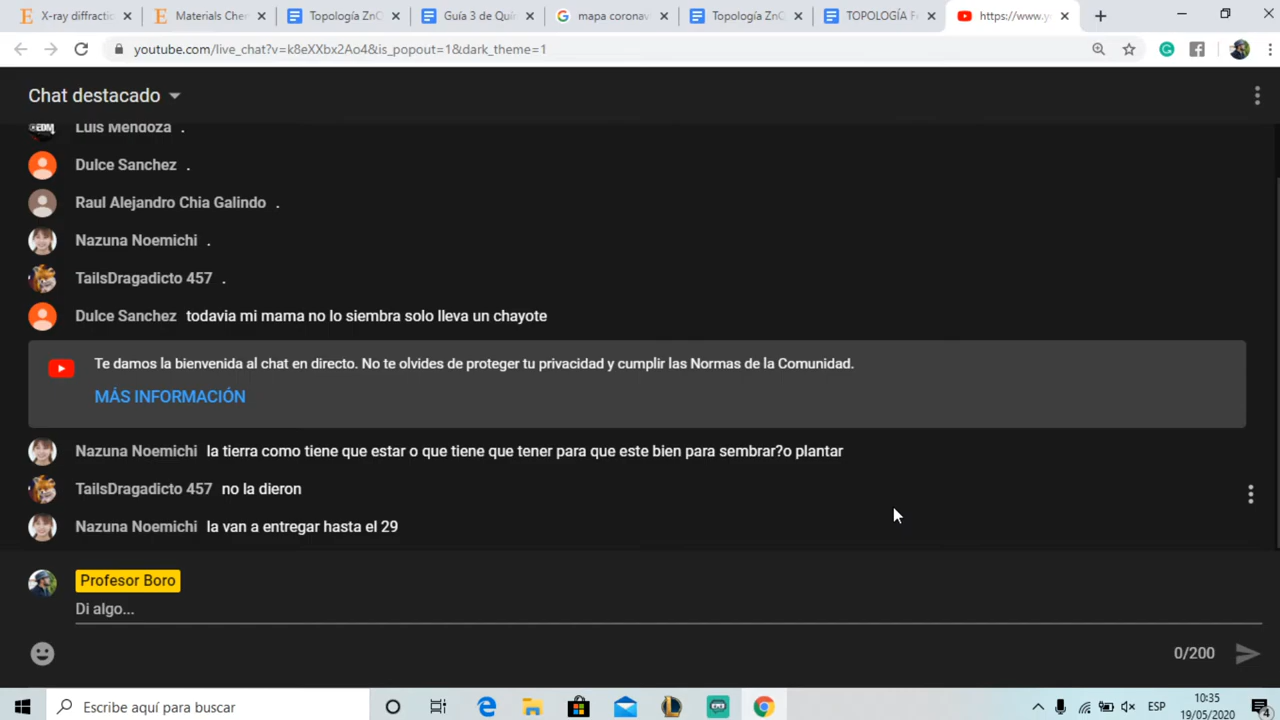 X-ray diffractio
Materials Cher
Topología ZnO
Guía 3 de Quín
mapa coronav
Topología ZnO
TOPOLOGÍA F
https://www.y
youtube.com/live_chat?v=k8eXXbx2Ao4&is_popout=1&dark_theme=1
Chat destacado
Luis Mendoza .
Dulce Sanchez .
Raul Alejandro Chia Galindo .
Nazuna Noemichi .
TailsDragadicto 457 .
Dulce Sanchez todavia mi mama no lo siembra solo lleva un chayote
Te damos la bienvenida al chat en directo. No te olvides de proteger tu privacidad y cumplir las Normas de la Comunidad.
MÁS INFORMACIÓN
Nazuna Noemichi la tierra como tiene que estar o que tiene que tener para que este bien para sembrar?o plantar
TailsDragadicto 457 no la dieron
Nazuna Noemichi la van a entregar hasta el 29
Profesor Boro
Di algo...
0/200
Escribe aquí para buscar
ESP
10:35
19/05/2020
4